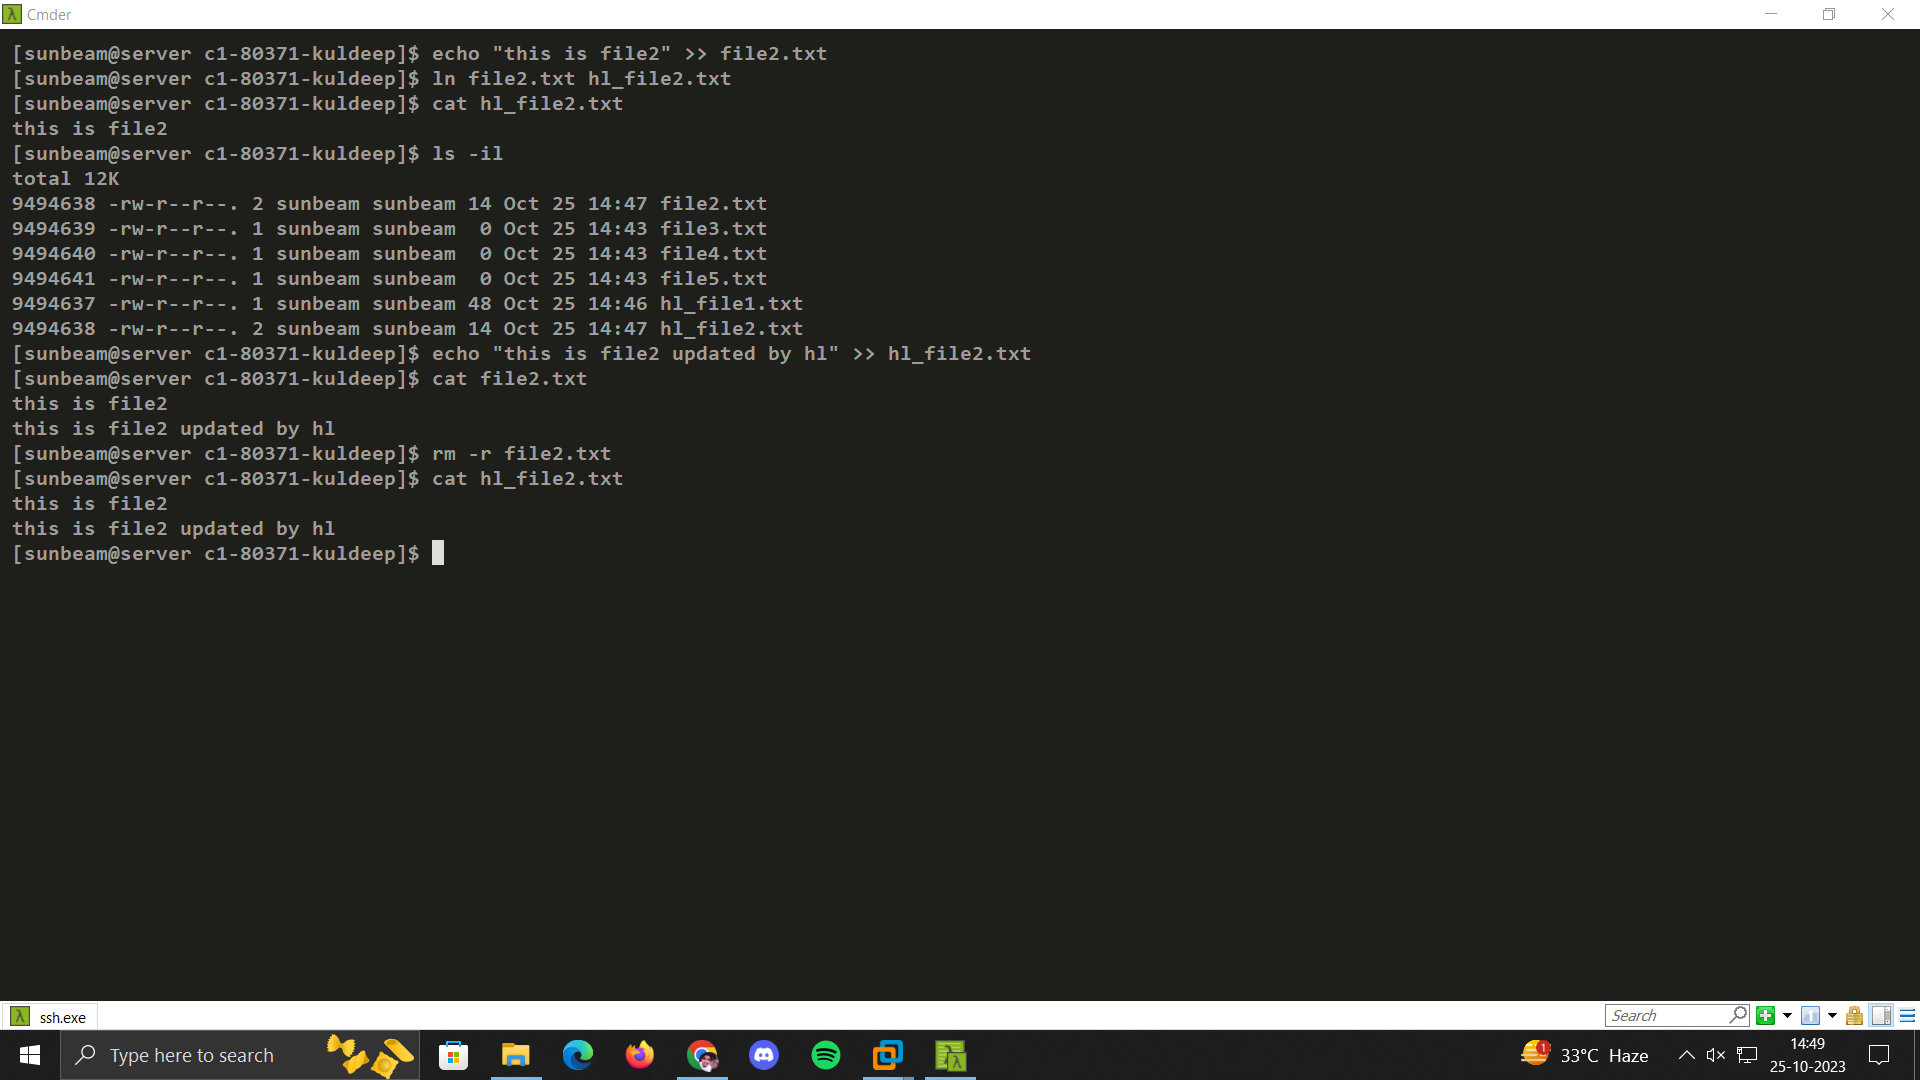 Cmder
[sunbeam@server c1-80371-kuldeep]$ echo "this is file2" >> file2.txt
[sunbeam@server c1-80371-kuldeep]$ ln file2.txt hl_file2.txt
[sunbeam@server c1-80371-kuldeep]$ cat hl_file2.txt
this is file2
[sunbeam@server c1-80371-kuldeep]$ ls -il
total 12K
9494638 -rw-r--r--. 2 sunbeam sunbeam 14 Oct 25 14:47 file2.txt
9494639 -rw-r--r--. 1 sunbeam sunbeam  0 Oct 25 14:43 file3.txt
9494640 -rw-r--r--. 1 sunbeam sunbeam  0 Oct 25 14:43 file4.txt
9494641 -rw-r--r--. 1 sunbeam sunbeam  0 Oct 25 14:43 file5.txt
9494637 -rw-r--r--. 1 sunbeam sunbeam 48 Oct 25 14:46 hl_file1.txt
9494638 -rw-r--r--. 2 sunbeam sunbeam 14 Oct 25 14:47 hl_file2.txt
[sunbeam@server c1-80371-kuldeep]$ echo "this is file2 updated by hl" >> hl_file2.txt
[sunbeam@server c1-80371-kuldeep]$ cat file2.txt
this is file2
this is file2 updated by hl
[sunbeam@server c1-80371-kuldeep]$ rm -r file2.txt
[sunbeam@server c1-80371-kuldeep]$ cat hl_file2.txt
this is file2
this is file2 updated by hl
[sunbeam@server c1-80371-kuldeep]$
ssh.exe
Search
Type here to search
1
33°C Haze
14:49
25-10-2023